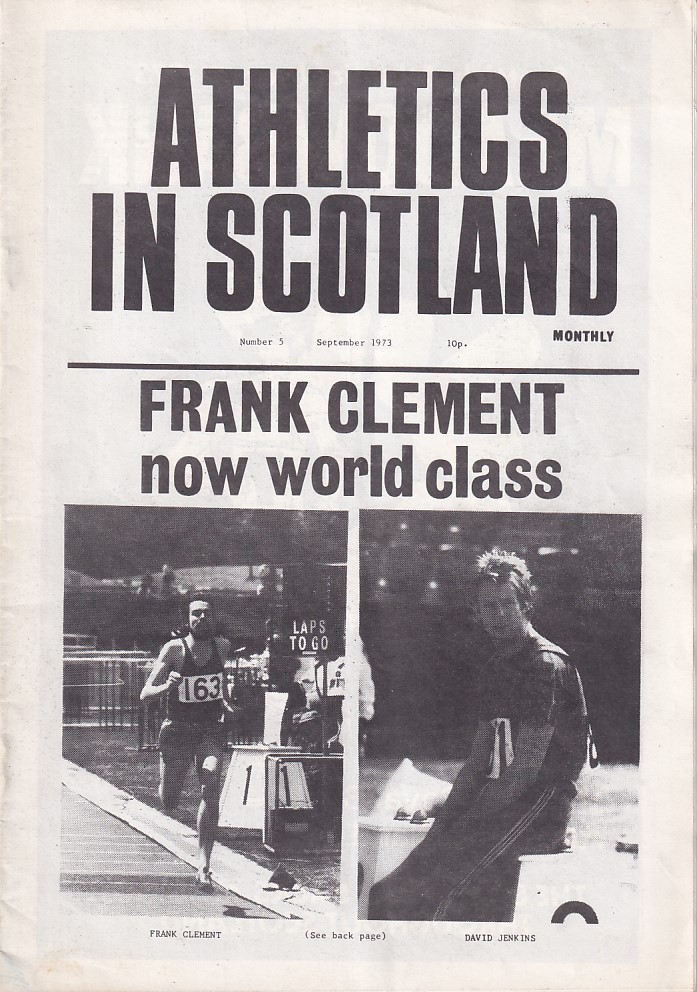 ATHLETICS
IN SCOTLAND
MONTHLY
Number 5 September 1973 10p.
FRANK CLEMENT
now world class
LAPS
TO GO
163
1 1
FRANK CLEMENT (See back page) DAVID JENKINS